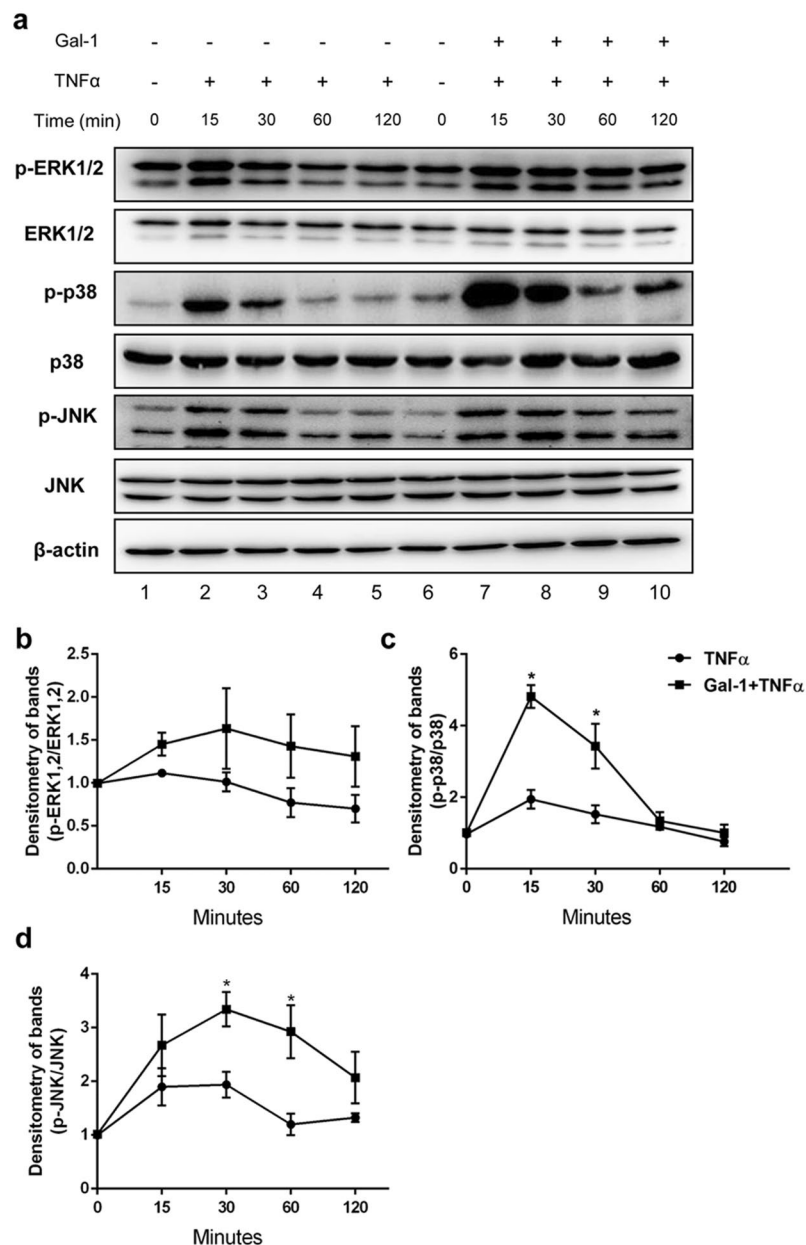 a
Gal-1 - - - - - - + + + +
TNFα - + + + + - + + + +
Time (min) 0 15 30 60 120 0 15 30 60 120
p-ERK1/2
ERK1/2
p-p38
p38
p-JNK
JNK
β-actin
1 2 3 4 5 6 7 8 9 10
b
Densitometry of bands
(p-ERK1,2/ERK1,2)
2.5
2.0
1.5
1.0
0.5
0.0
15 30 60 120
Minutes
c
Densitometry of bands
(p-p38/p38)
6
4
2
0
* *
0 15 30 60 120
Minutes
TNFα
Gal-1+TNFα
d
Densitometry of bands
(p-JNK/JNK)
4
3
2
1
0
* *
0 15 30 60 120
Minutes